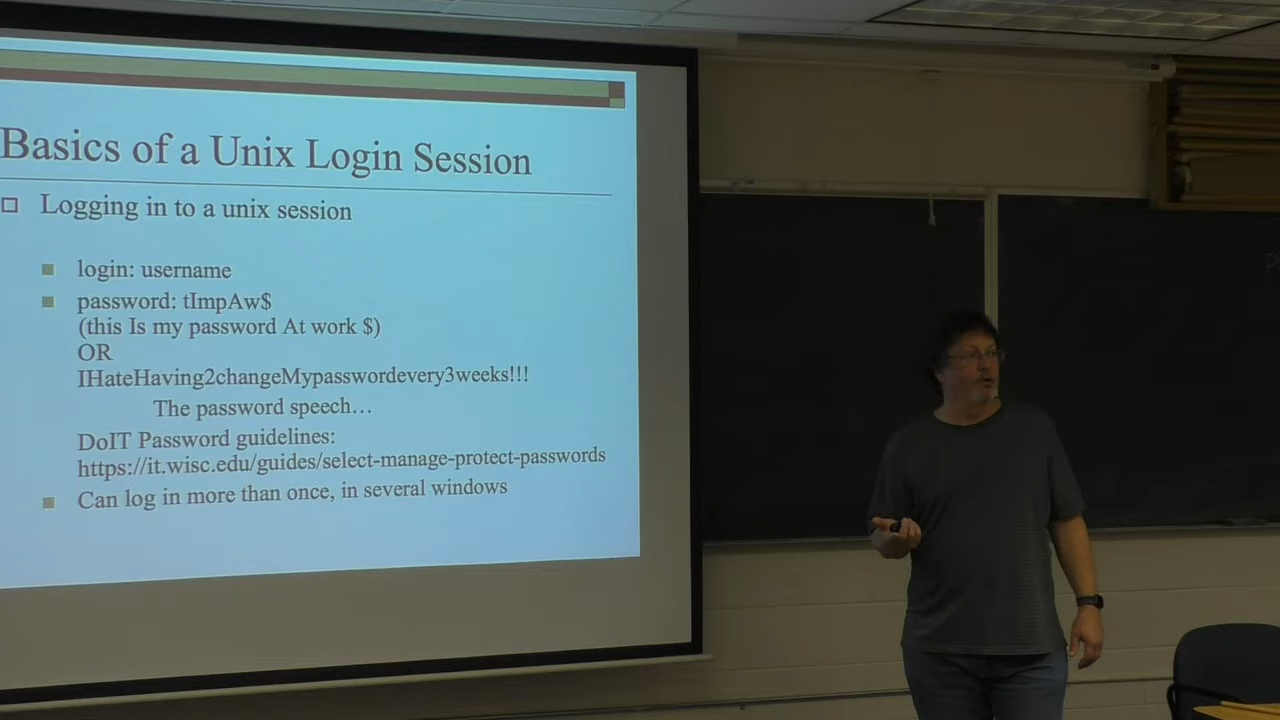 Basics of a Unix Login Session
Logging in to a unix session
login: username
password: tImpAw$
(this Is my password At work $)
OR
IHateHaving2changeMypasswordevery3weeks!!!
The password speech…
DoIT Password guidelines:
https://it.wisc.edu/guides/select-manage-protect-passwords
Can log in more than once, in several windows